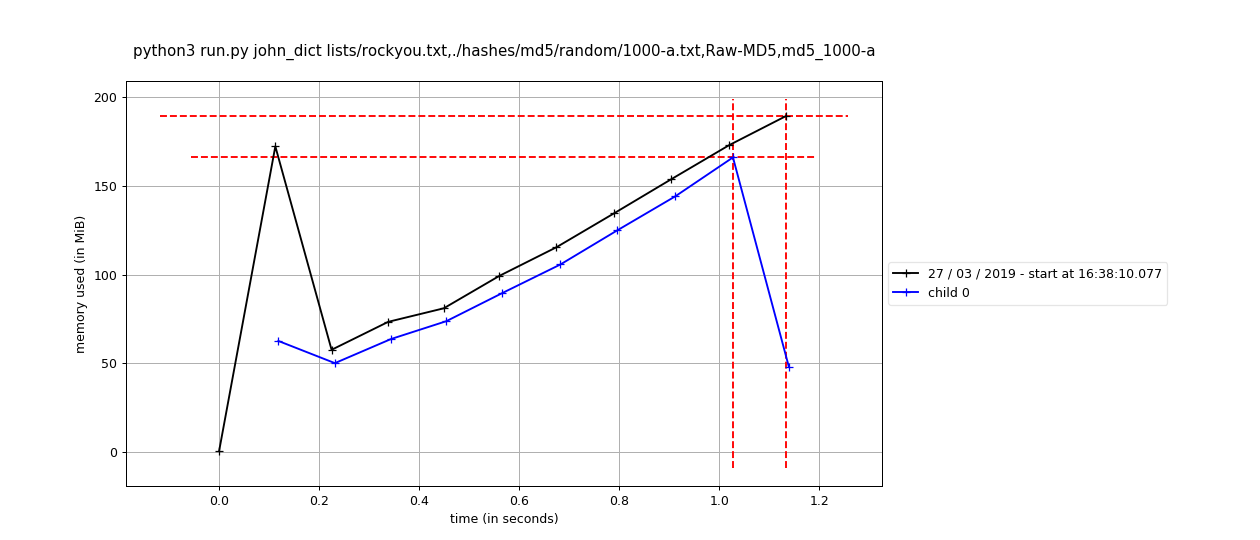 python3 run.py john_dict lists/rockyou.txt,./hashes/md5/random/1000-a.txt,Raw-MD5,md5_1000-a
200
150
100
50
0
memory used (in MiB)
0.0 0.2 0.4 0.6 0.8 1.0 1.2
time (in seconds)
27 / 03 / 2019 - start at 16:38:10.077
child 0